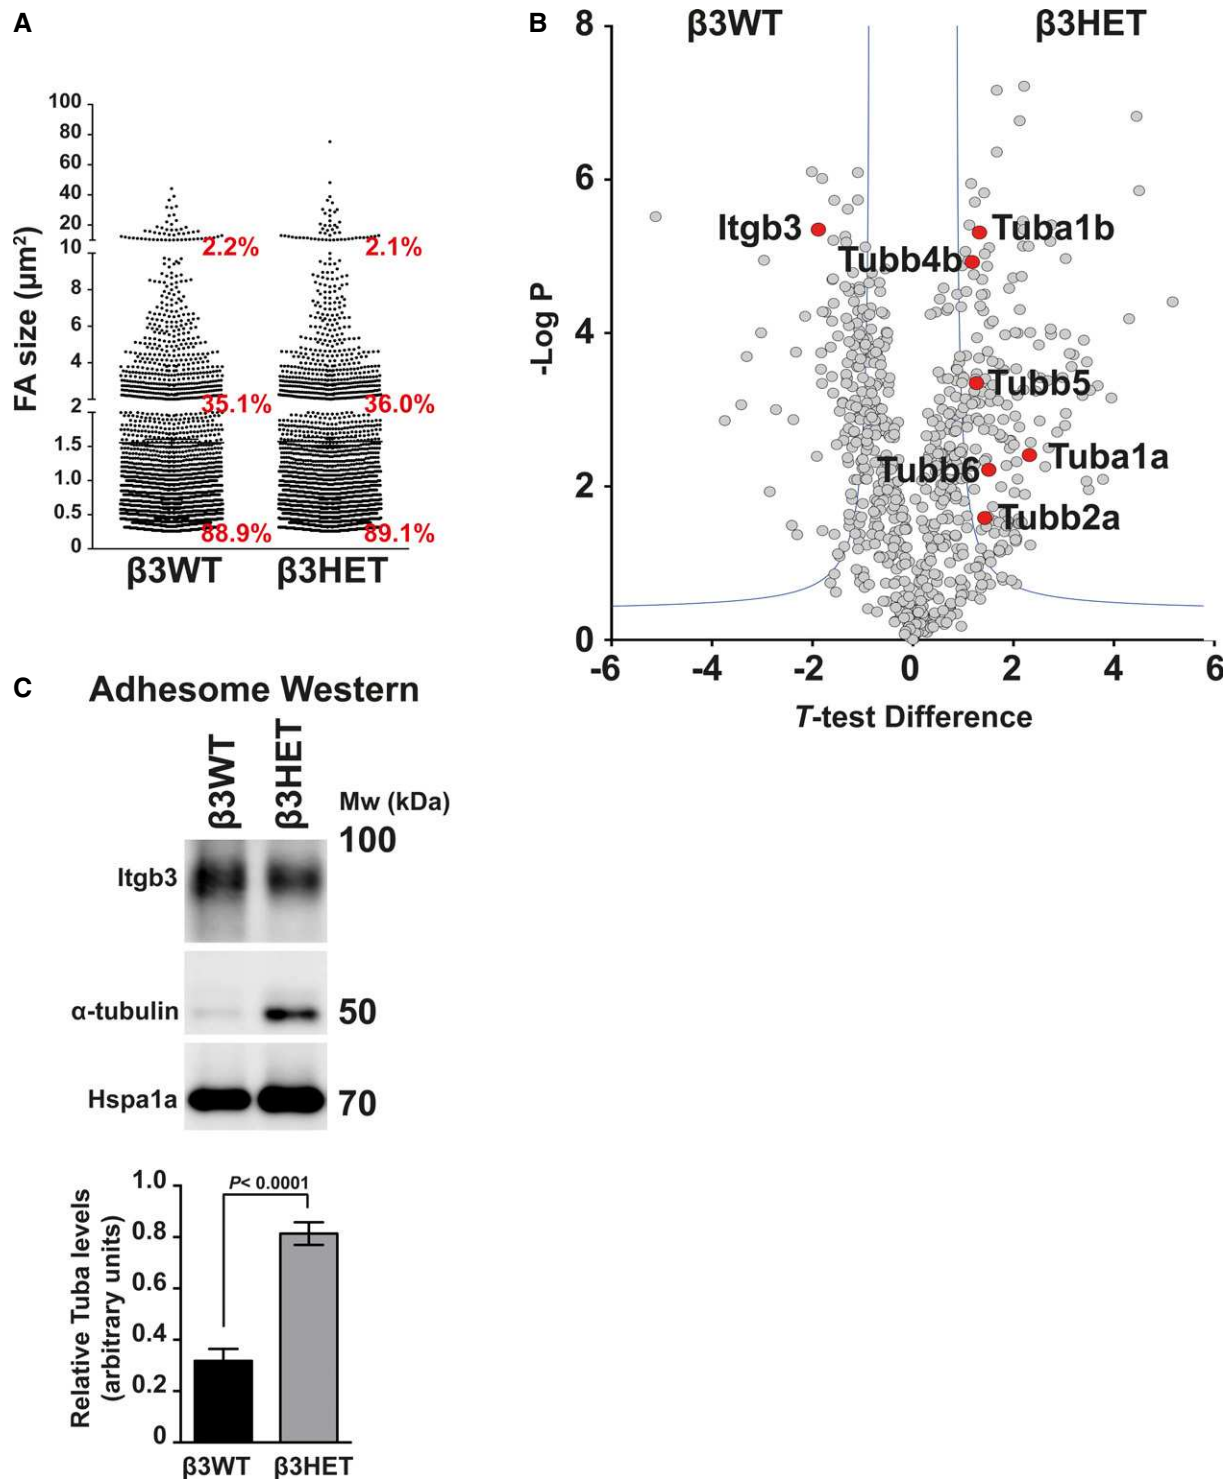 A
100
80
60
40
20
10
8
6
4
2
1.5
1.0
0.5
0
FA size (µm²)
2.2%
2.1%
35.1%
36.0%
88.9%
89.1%
β3WT
β3HET
B
β3WT
β3HET
8
6
4
2
0
-Log P
Itgb3
Tuba1b
Tubb4b
Tubb5
Tuba1a
Tubb6
Tubb2a
-6
-4
-2
0
2
4
6
T-test Difference
C
Adhesome Western
β3WT
β3HET
Mw (kDa)
100
Itgb3
α-tubulin
50
Hspa1a
70
1.0
0.8
0.6
0.4
0.2
0
Relative Tuba levels
(arbitrary units)
P< 0.0001
β3WT
β3HET